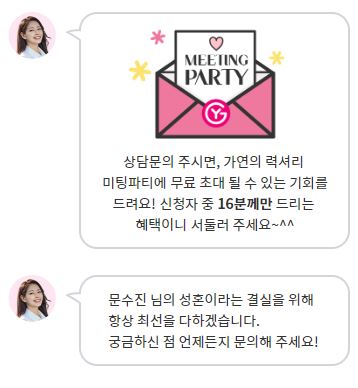 MEETING
PARTY
상담문의 주시면, 가연의 럭셔리
미팅파티에 무료 초대 될 수 있는 기회를
드려요! 신청자 중 16분께만 드리는
혜택이니 서둘러 주세요~^^
문수진 님의 성혼이라는 결실을 위해
항상 최선을 다하겠습니다.
궁금하신 점 언제든지 문의해 주세요!